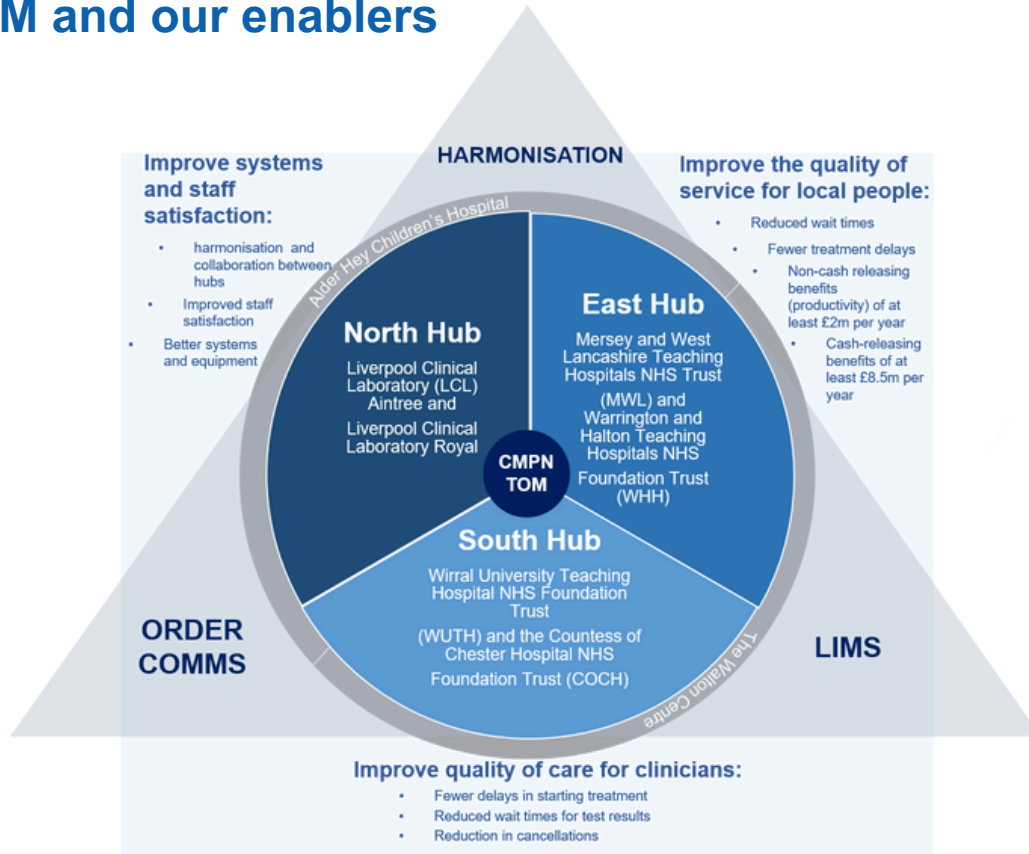 M and our enablers
HARMONISATION
Improve systems
and staff
satisfaction:
• harmonisation and
collaboration between
hubs
• Improved staff
satisfaction
• Better systems
and equipment
Improve the quality of
service for local people:
• Reduced wait times
• Fewer treatment delays
• Non-cash releasing
benefits
(productivity) of at
least £2m per year
• Cash-releasing
benefits of at
least £8.5m per
year
Alder Hey Children's Hospital
North Hub
Liverpool Clinical
Laboratory (LCL)
Aintree and
Liverpool Clinical
Laboratory Royal
East Hub
Mersey and West
Lancashire Teaching
Hospitals NHS Trust
(MWL) and
Warrington and
Halton Teaching
Hospitals NHS
Foundation Trust
(WHH)
CMPN
TOM
South Hub
Wirral University Teaching
Hospital NHS Foundation
Trust
(WUTH) and the Countess of
Chester Hospital NHS
Foundation Trust (COCH)
The Walton Centre
ORDER
COMMS
LIMS
Improve quality of care for clinicians:
• Fewer delays in starting treatment
• Reduced wait times for test results
• Reduction in cancellations